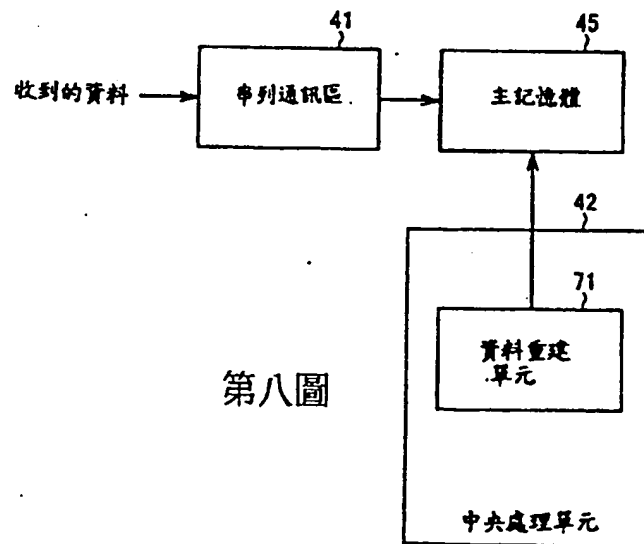 41
45
收到的資料
串列通訊區
主記憶體
42
71
資料重建
單元
第八圖
中央處理單元